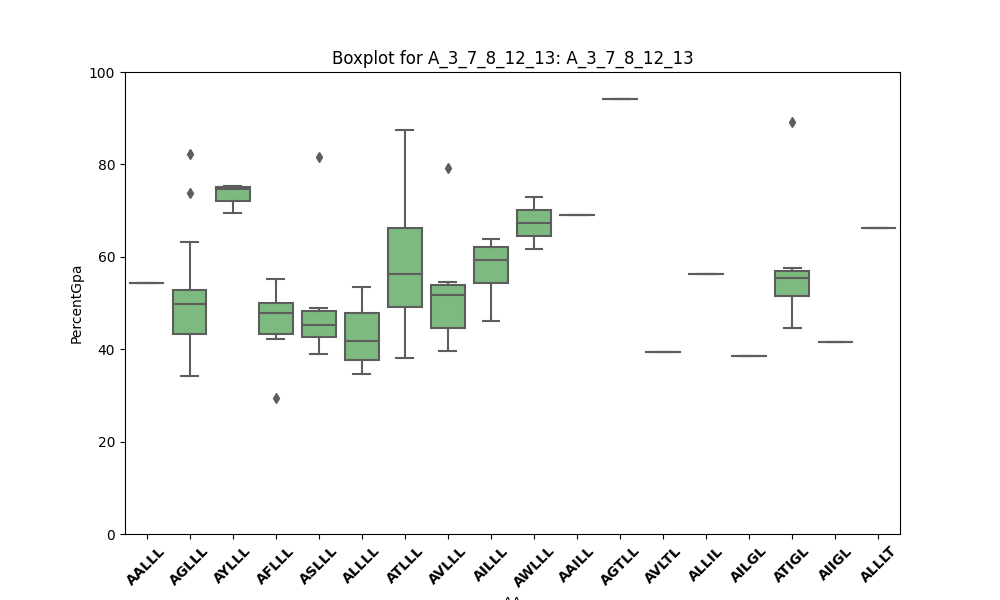 Boxplot for A_3_7_8_12_13: A_3_7_8_12_13
100
80
60
40
20
0
PercentGpa
AALLL AGLLL AYLLL AFLLL ASLLL ALLLL ATLLL AVLLL AILLL AWLLL AAILL AGTLL AVLTL ALLIL AILGL ATIGL AIIGL ALLLT